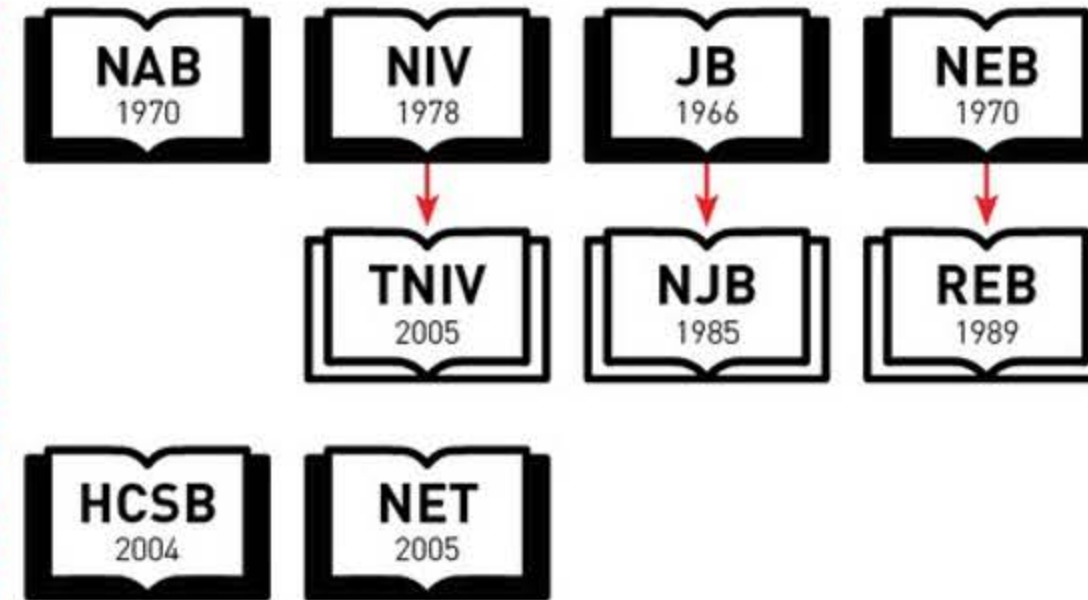 NAB
1970
NIV
1978
JB
1966
NEB
1970
TNIV
2005
NJB
1985
REB
1989
HCSB
2004
NET
2005